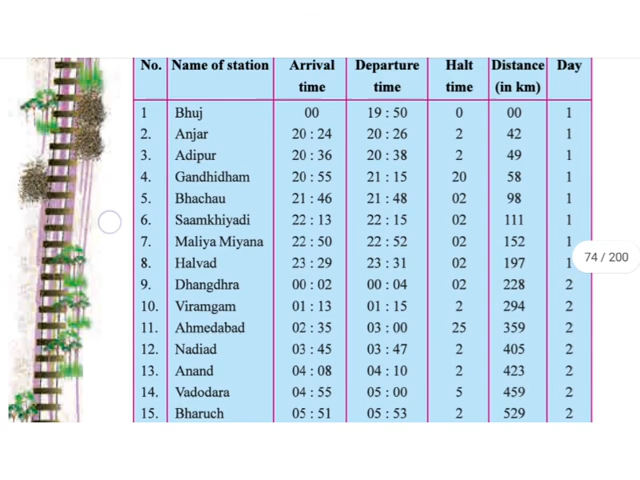 No. Name of station Arrival time Departure time Halt time Distance (in km) Day
1 Bhuj 00 19 : 50 0 00 1
2. Anjar 20 : 24 20 : 26 2 42 1
3. Adipur 20 : 36 20 : 38 2 49 1
4. Gandhidham 20 : 55 21 : 15 20 58 1
5. Bhachau 21 : 46 21 : 48 02 98 1
6. Saamkhiyadi 22 : 13 22 : 15 02 111 1
7. Maliya Miyana 22 : 50 22 : 52 02 152 1
8. Halvad 23 : 29 23 : 31 02 197 1
9. Dhangdhra 00 : 02 00 : 04 02 228 2
10. Viramgam 01 : 13 01 : 15 2 294 2
11. Ahmedabad 02 : 35 03 : 00 25 359 2
12. Nadiad 03 : 45 03 : 47 2 405 2
13. Anand 04 : 08 04 : 10 2 423 2
14. Vadodara 04 : 55 05 : 00 5 459 2
15. Bharuch 05 : 51 05 : 53 2 529 2
74 / 200